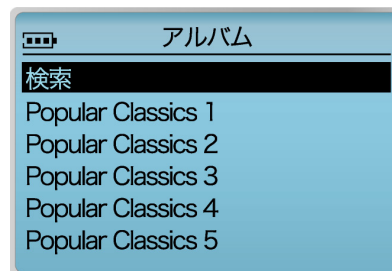 アルバム
検索
Popular Classics 1
Popular Classics 2
Popular Classics 3
Popular Classics 4
Popular Classics 5